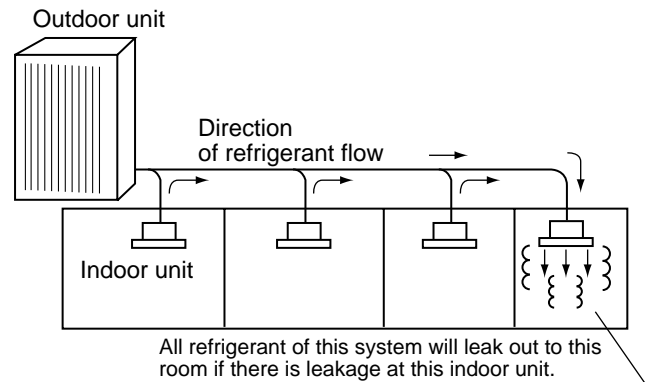 Outdoor unit
Direction
of refrigerant flow
Indoor unit
All refrigerant of this system will leak out to this
room if there is leakage at this indoor unit.